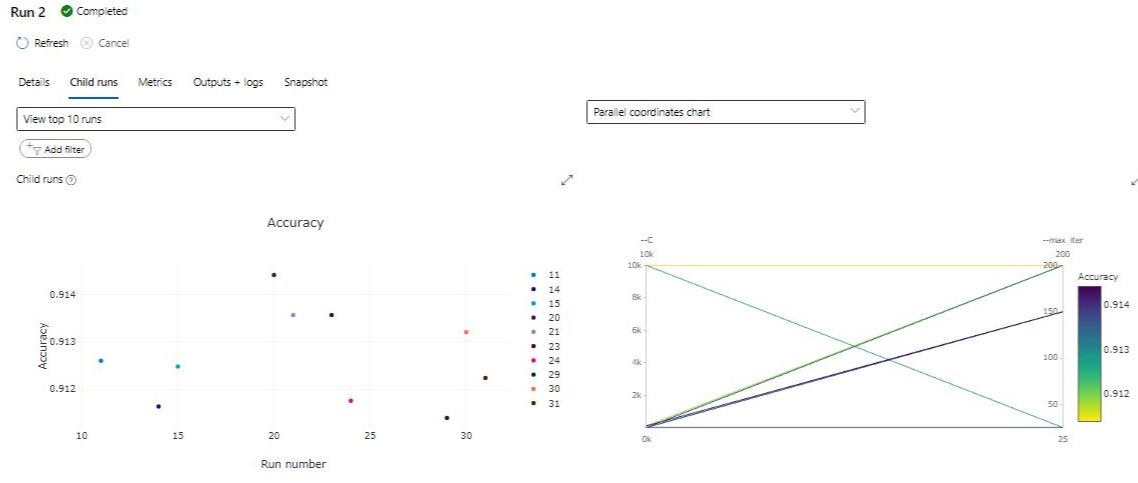 Run 2 Completed
Refresh Cancel
Details Child runs Metrics Outputs + logs Snapshot
View top 10 runs
Parallel coordinates chart
Add filter
Child runs
Accuracy
0.914
0.913
0.912
Accuracy
10 15 20 25 30
Run number
11
14
15
20
21
23
24
29
30
31
--C
10k
10k
8k
6k
4k
2k
0k
--max_iter
200
200
150
100
50
25
Accuracy
0.914
0.913
0.912